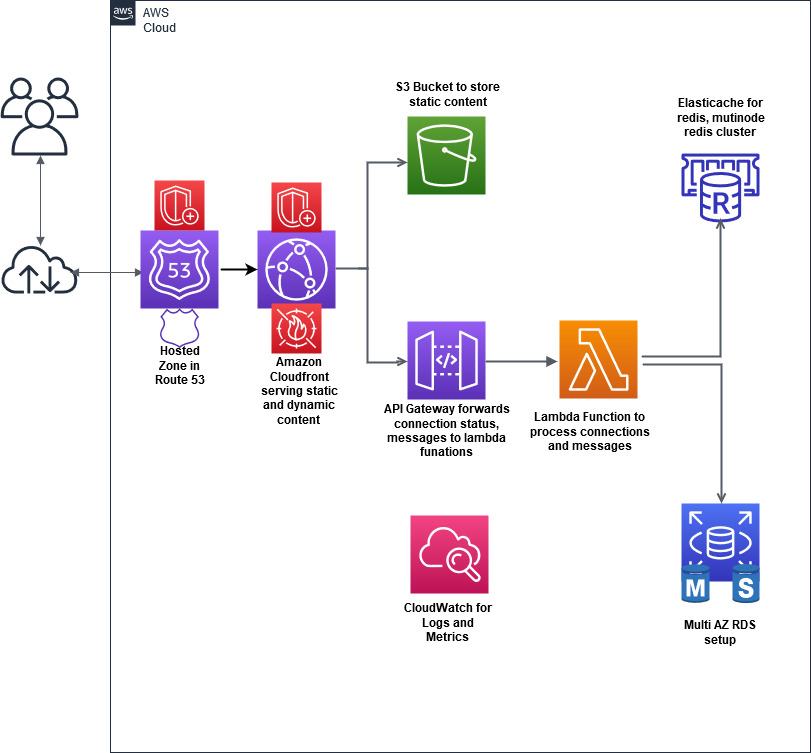 aws
AWS
Cloud
S3 Bucket to store
static content
Elasticache for
redis, mutinode
redis cluster
R
53
Hosted
Zone in
Route 53
Amazon
Cloudfront
serving static
and dynamic
content
</>
API Gateway forwards
connection status,
messages to lambda
funations
Lambda Function to
process connections
and messages
CloudWatch for
Logs and
Metrics
M
S
Multi AZ RDS
setup